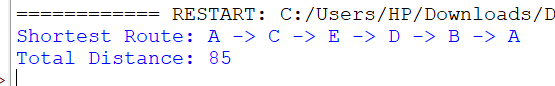 ============ RESTART: C:/Users/HP/Downloads/D
Shortest Route: A -> C -> E -> D -> B -> A
Total Distance: 85
>